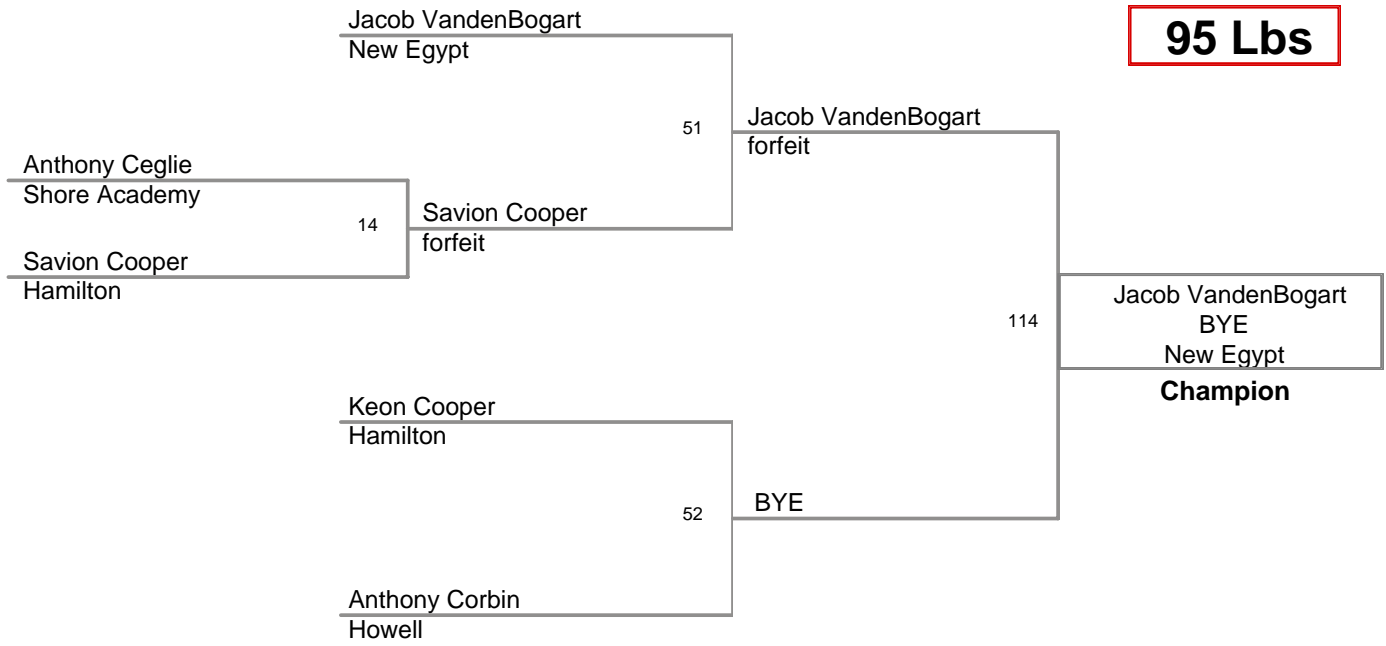 Jacob VandenBogart
New Egypt
95 Lbs
51
Jacob VandenBogart
forfeit
Anthony Ceglie
Shore Academy
14
Savion Cooper
forfeit
Savion Cooper
Hamilton
114
Jacob VandenBogart
BYE
New Egypt
Champion
Keon Cooper
Hamilton
52
BYE
Anthony Corbin
Howell